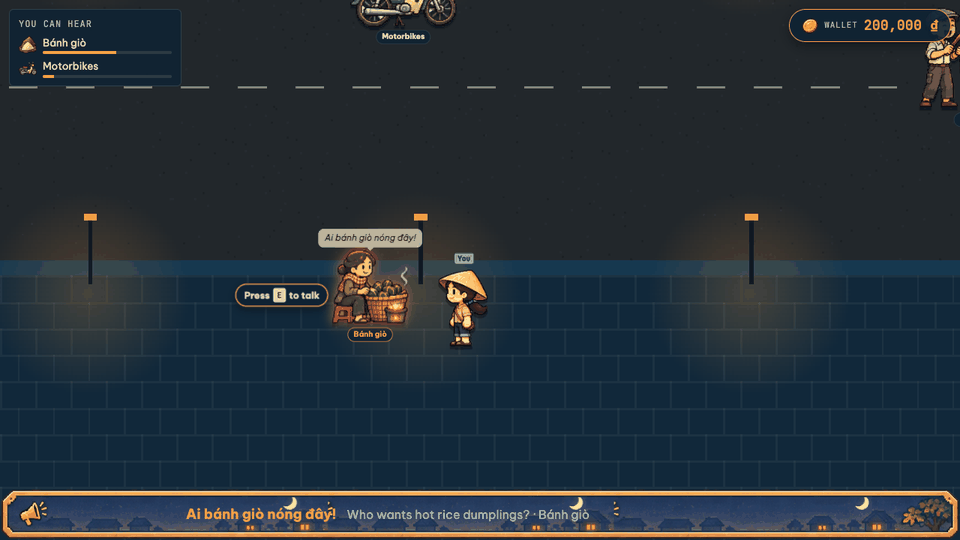 YOU CAN HEAR
Bánh giò
Motorbikes
Motorbikes
WALLET 200,000 đ
Ai bánh giò nóng đây!
You
Press E to talk
Bánh giò
Ai bánh giò nóng đây! Who wants hot rice dumplings? · Bánh giò